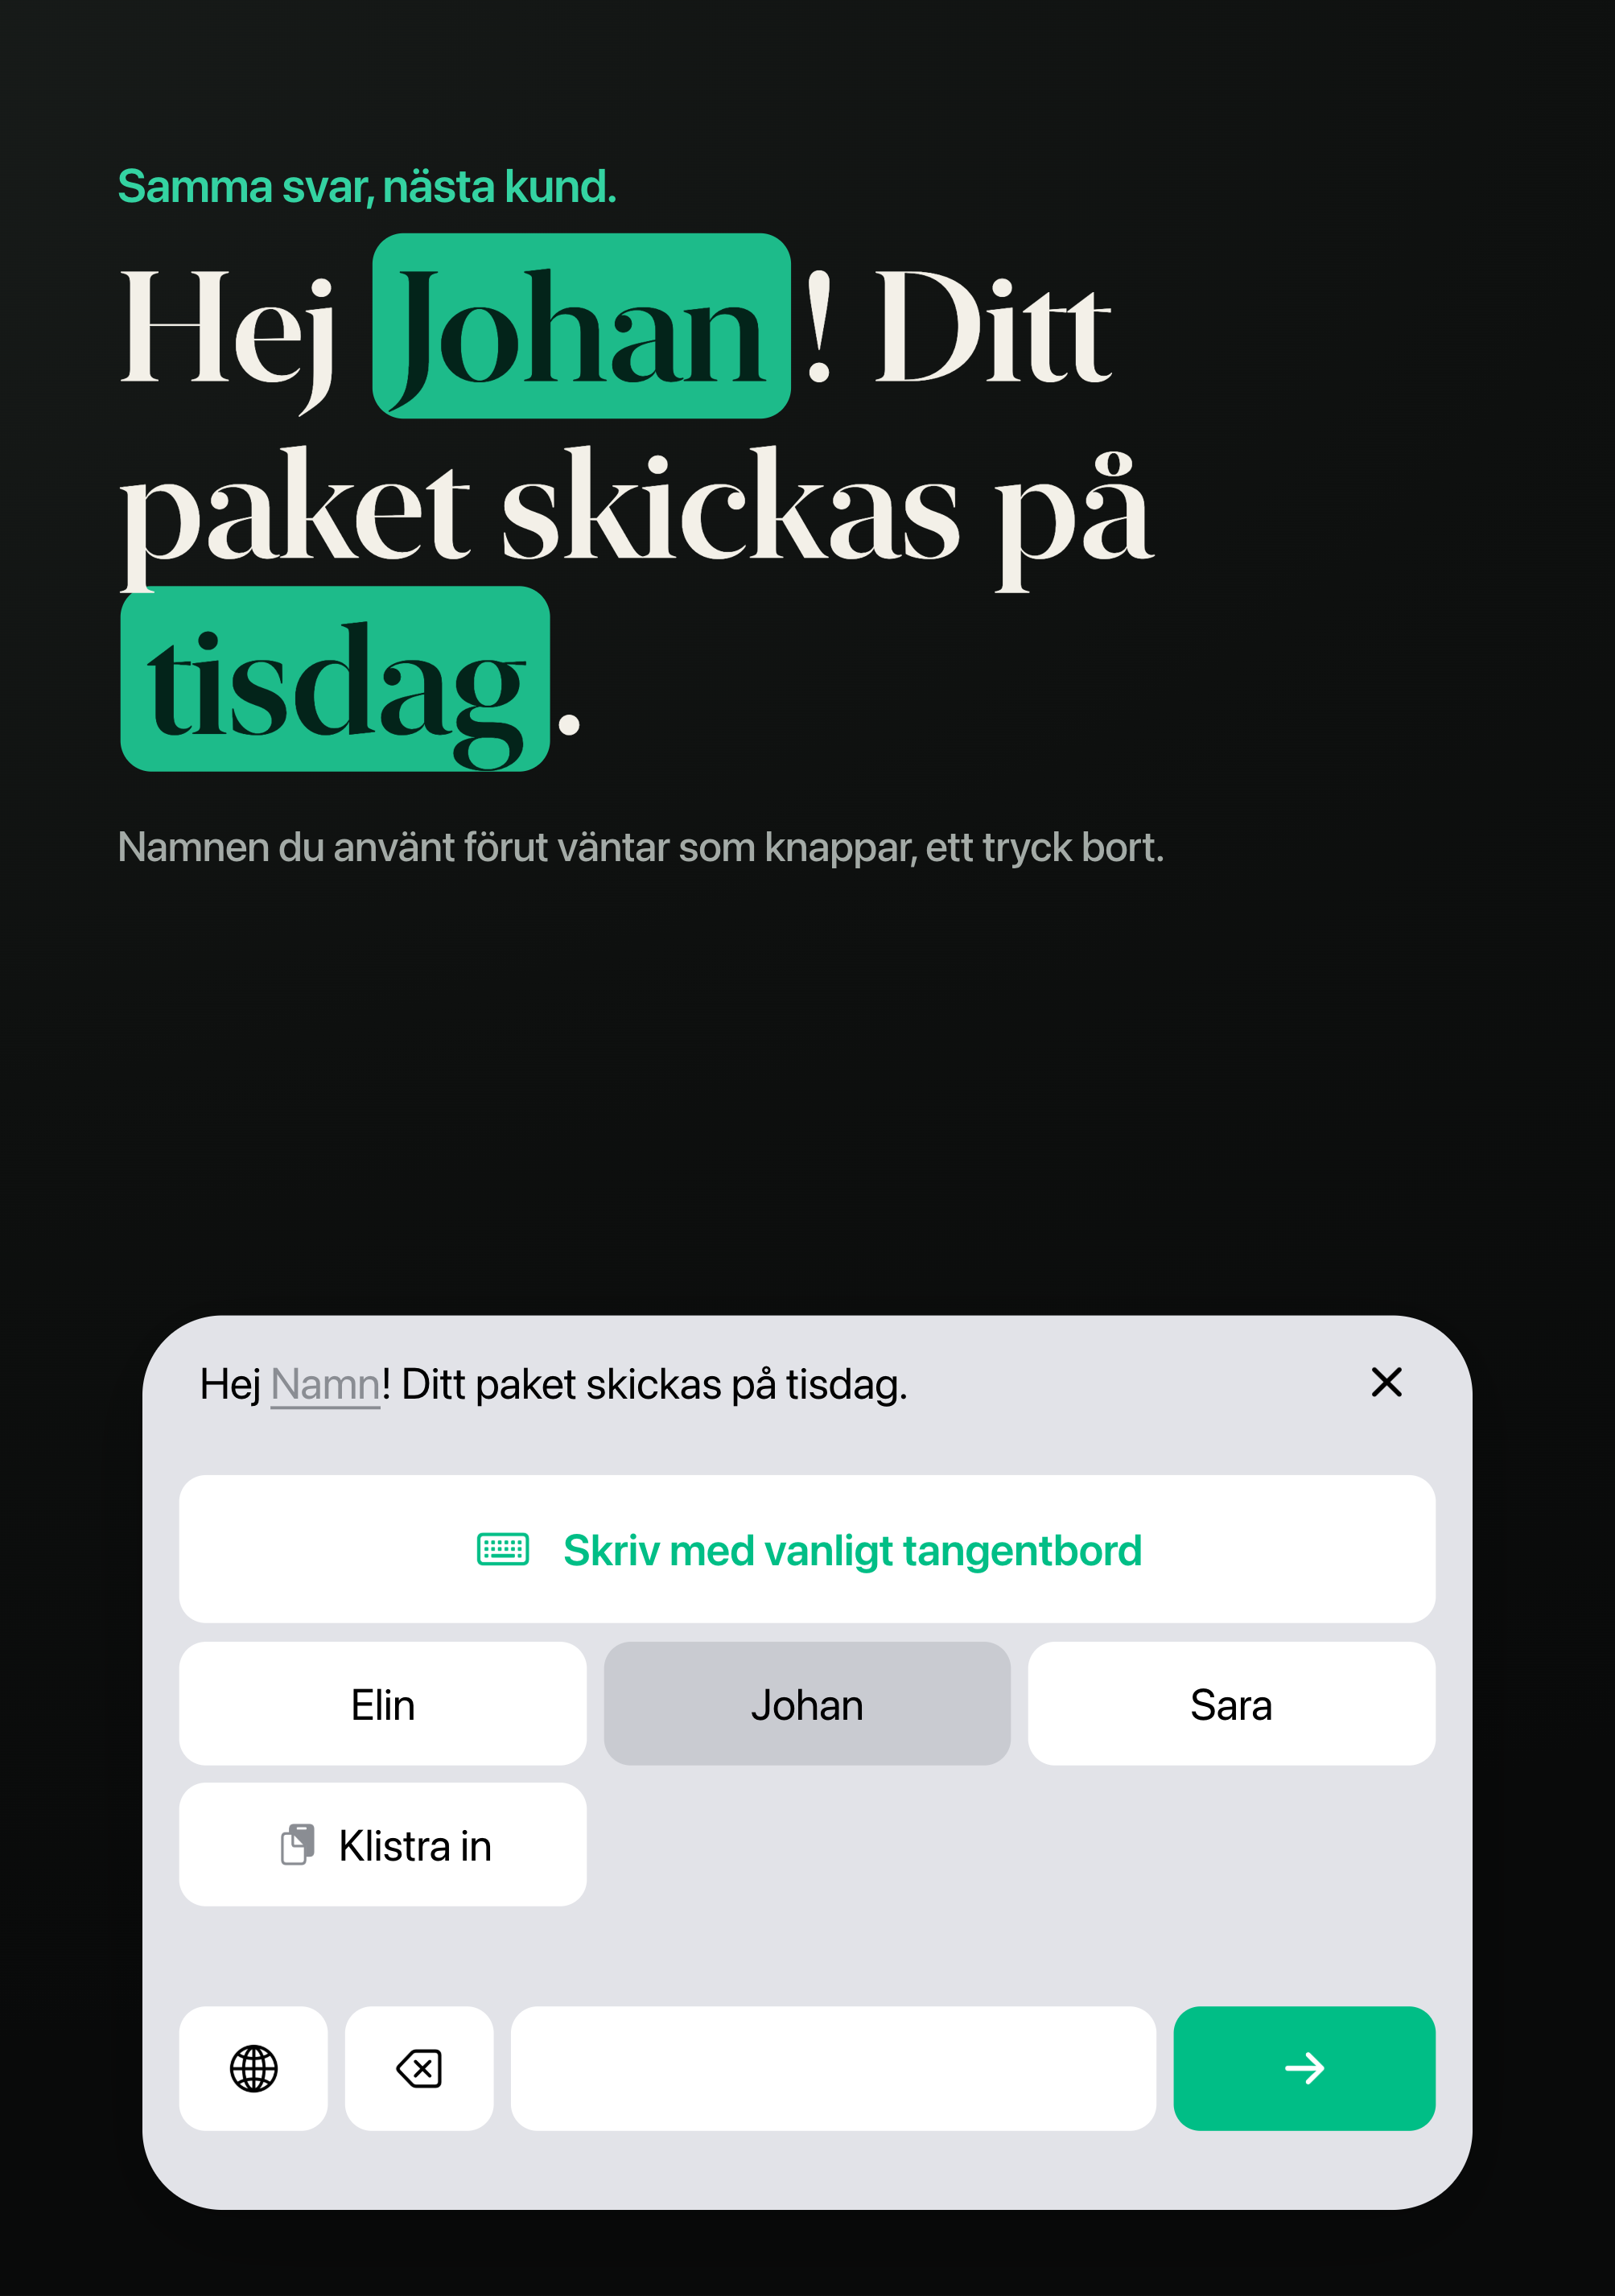 Samma svar, nästa kund.
Hej Johan! Ditt
paket skickas på
tisdag.
Namnen du använt förut väntar som knappar, ett tryck bort.
Hej Namn! Ditt paket skickas på tisdag.
Skriv med vanligt tangentbord
Elin
Johan
Sara
Klistra in